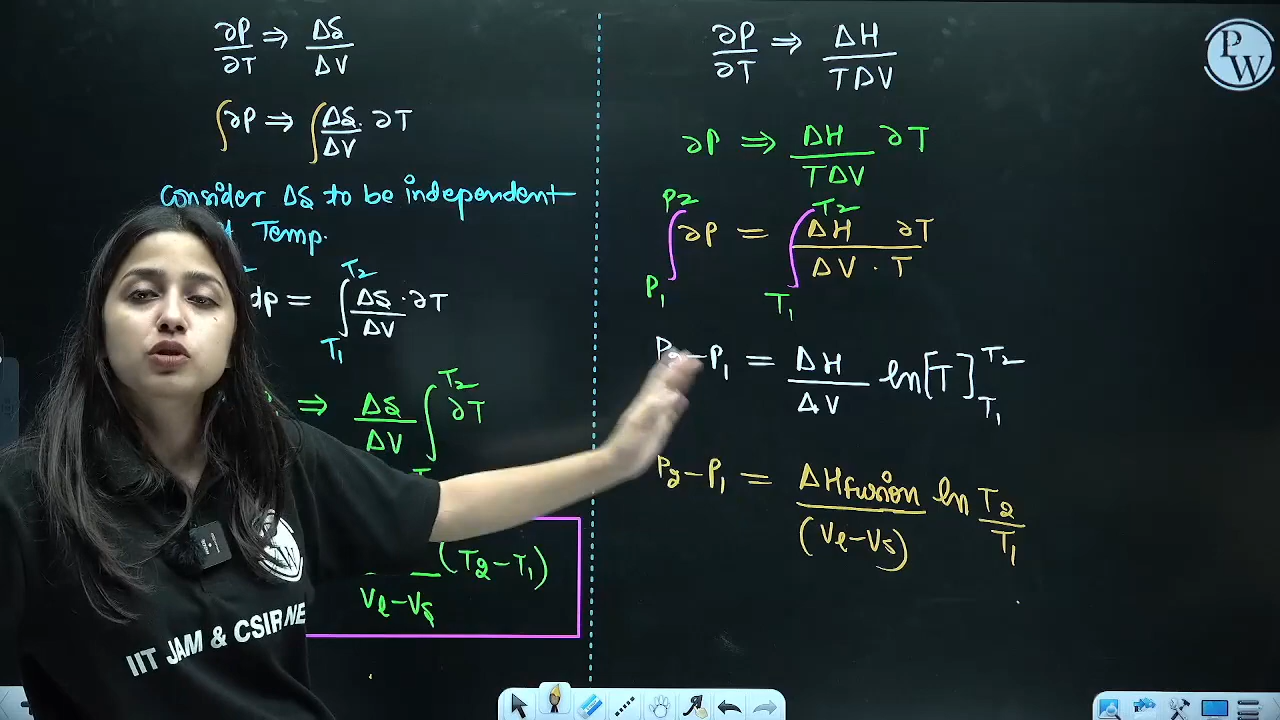 ∂P/∂T ⇒ ΔS/ΔV
∫∂P ⇒ ∫ΔS/ΔV · ∂T
Consider ΔS to be independent
Temp.
dp = ∫T1^T2 ΔS/ΔV · ∂T
⇒ ΔS/ΔV ∫^T2 ∂T
Vl-Vs (T2-T1)
∂P/∂T ⇒ ΔH/TΔV
∂P ⇒ ΔH/TΔV ∂T
∫P1^P2 ∂P = ∫T1^T2 ΔH ∂T/ΔV · T
P2-P1 = ΔH/ΔV ln[T]T1^T2
P2-P1 = ΔHfusion/(Vl-Vs) ln T2/T1
PW
IIT JAM & CSIR NE